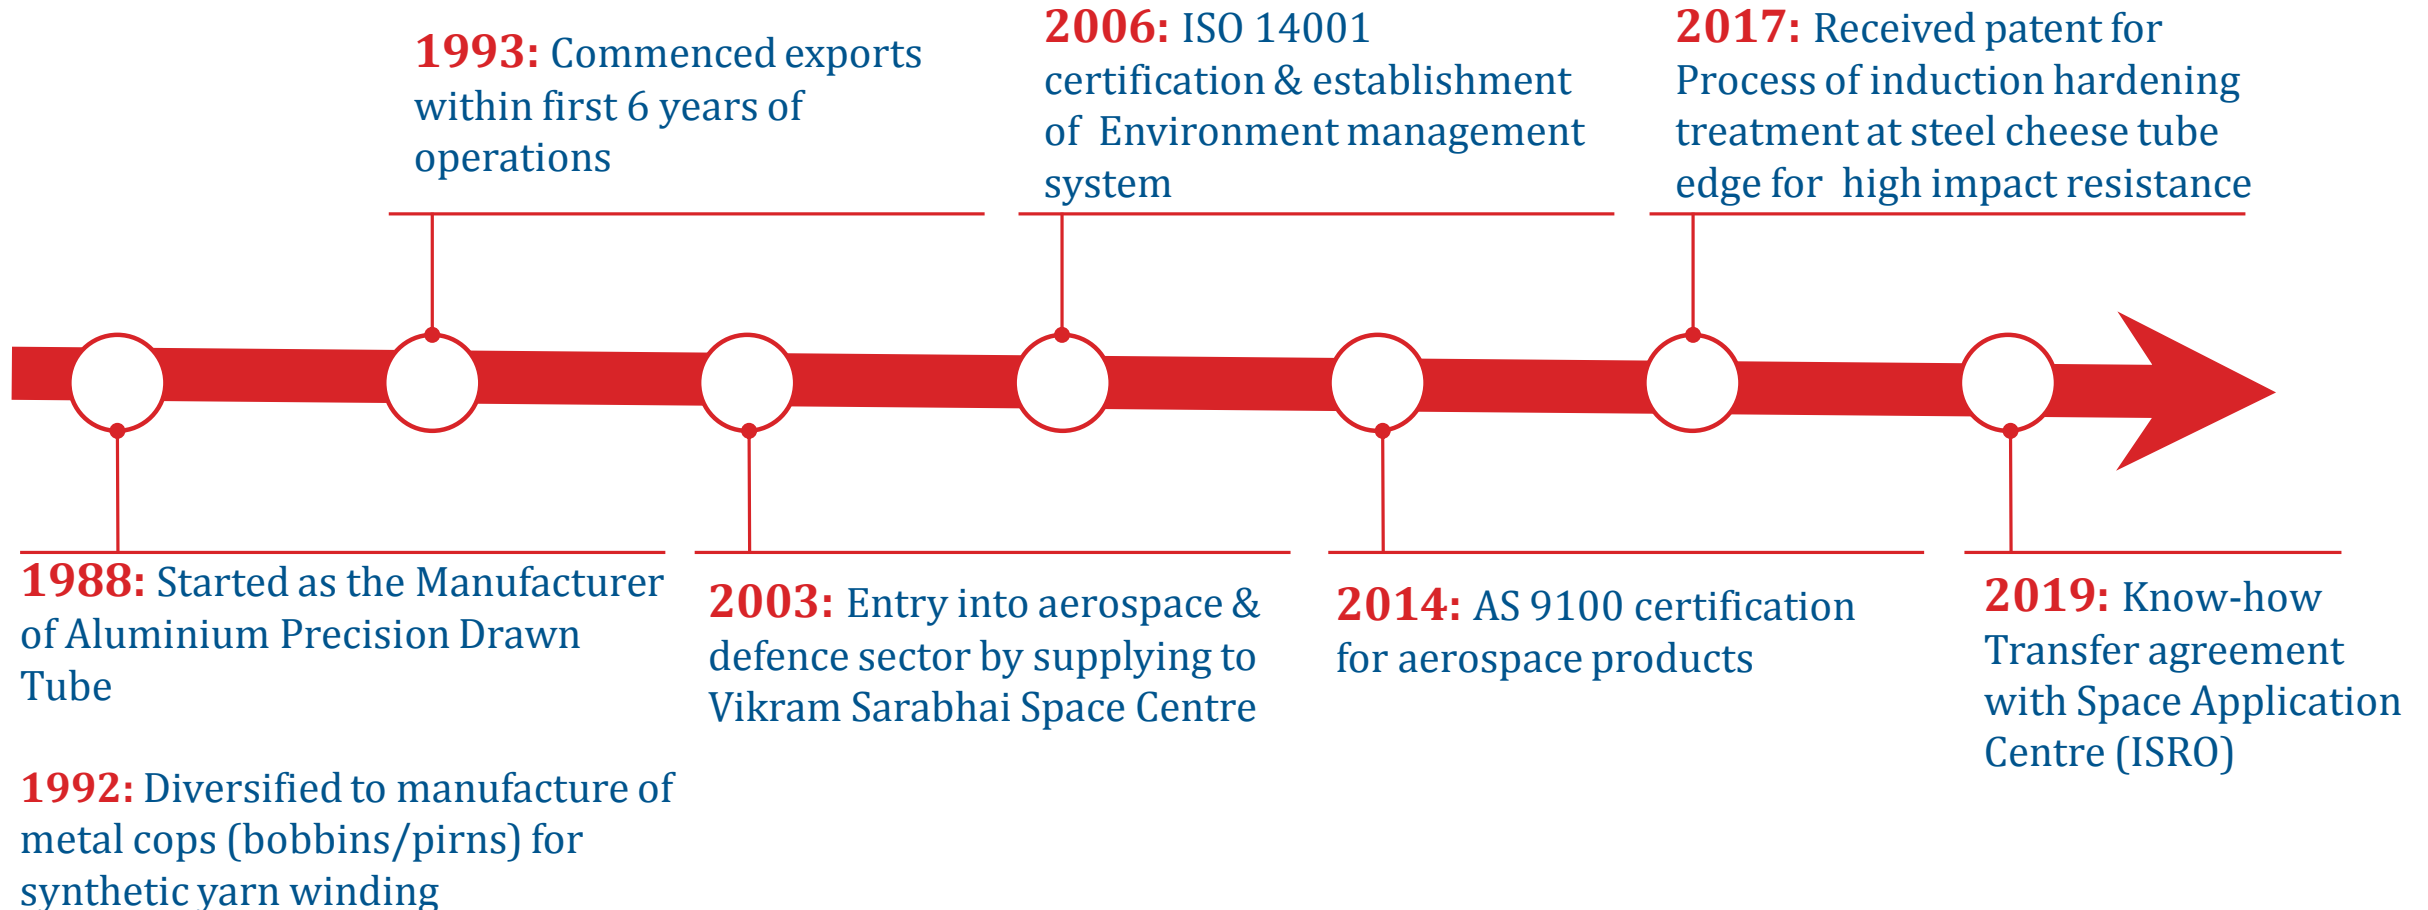 1993: Commenced exports
within first 6 years of
operations
2006: ISO 14001
certification & establishment
of Environment management
system
2017: Received patent for
Process of induction hardening
treatment at steel cheese tube
edge for high impact resistance
1988: Started as the Manufacturer
of Aluminium Precision Drawn
Tube
1992: Diversified to manufacture of
metal cops (bobbins/pirns) for
synthetic yarn winding
2003: Entry into aerospace &
defence sector by supplying to
Vikram Sarabhai Space Centre
2014: AS 9100 certification
for aerospace products
2019: Know-how
Transfer agreement
with Space Application
Centre (ISRO)